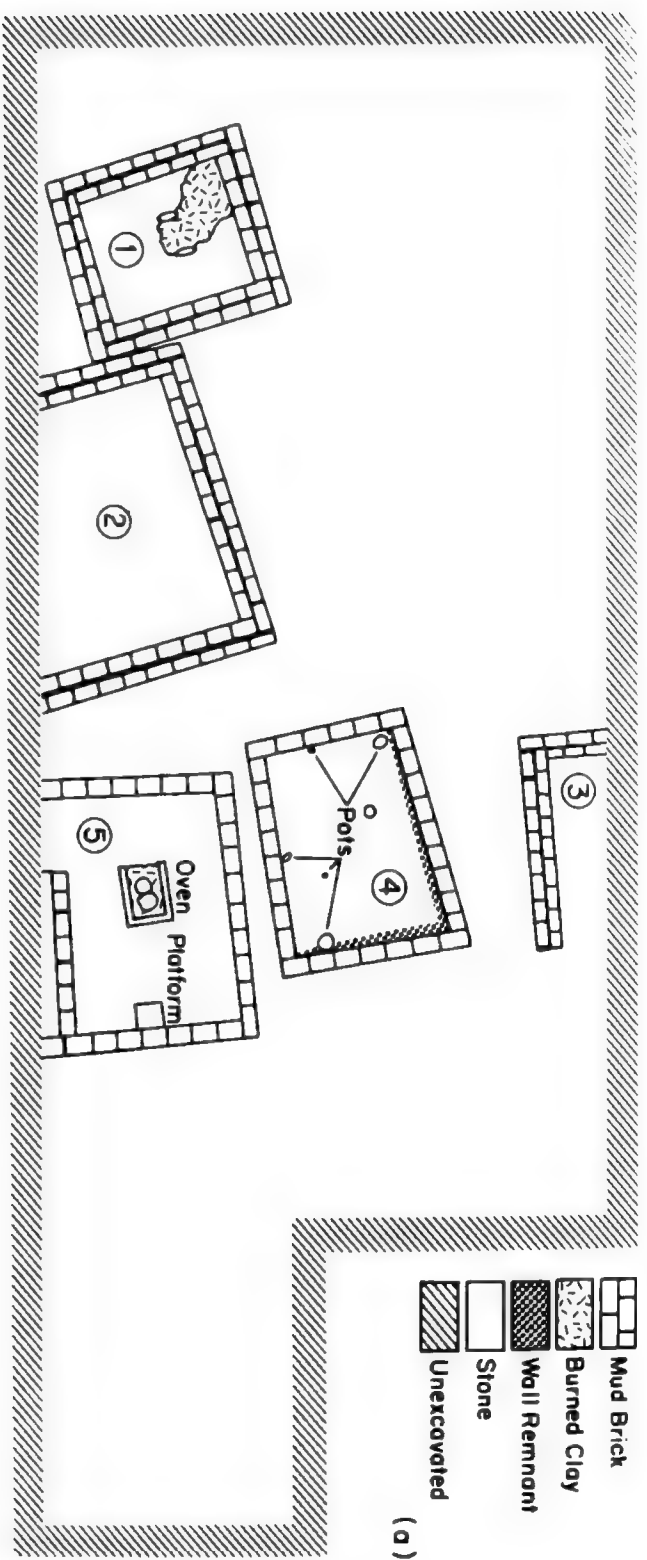 1
2
3
4
5
Pots
Oven
Platform
Mud Brick
Burned Clay
Wall Remnant
Stone
Unexcavated
(a)